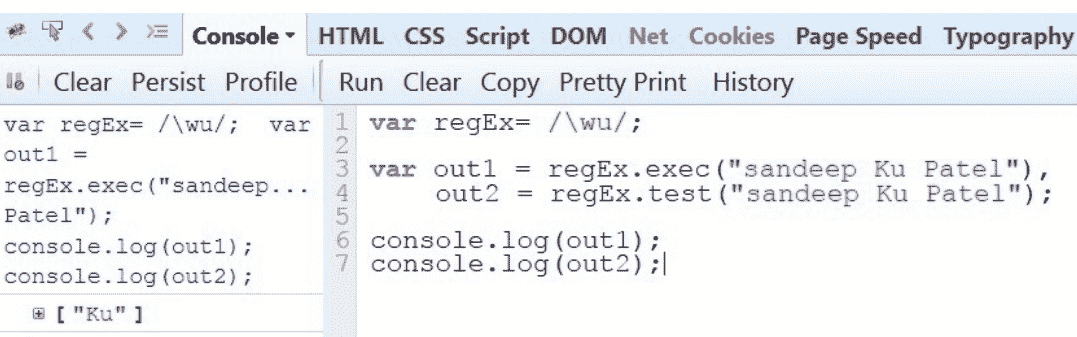 Console HTML CSS Script DOM Net Cookies Page Speed Typography
Clear Persist Profile Run Clear Copy Pretty Print History
var regEx= /\wu/; var
out1 =
regEx.exec("sandeep...
Patel");
console.log(out1);
console.log(out2);
["Ku"]
1 var regEx= /\wu/;
2
3 var out1 = regEx.exec("sandeep Ku Patel"),
4 out2 = regEx.test("sandeep Ku Patel");
5
6 console.log(out1);
7 console.log(out2);